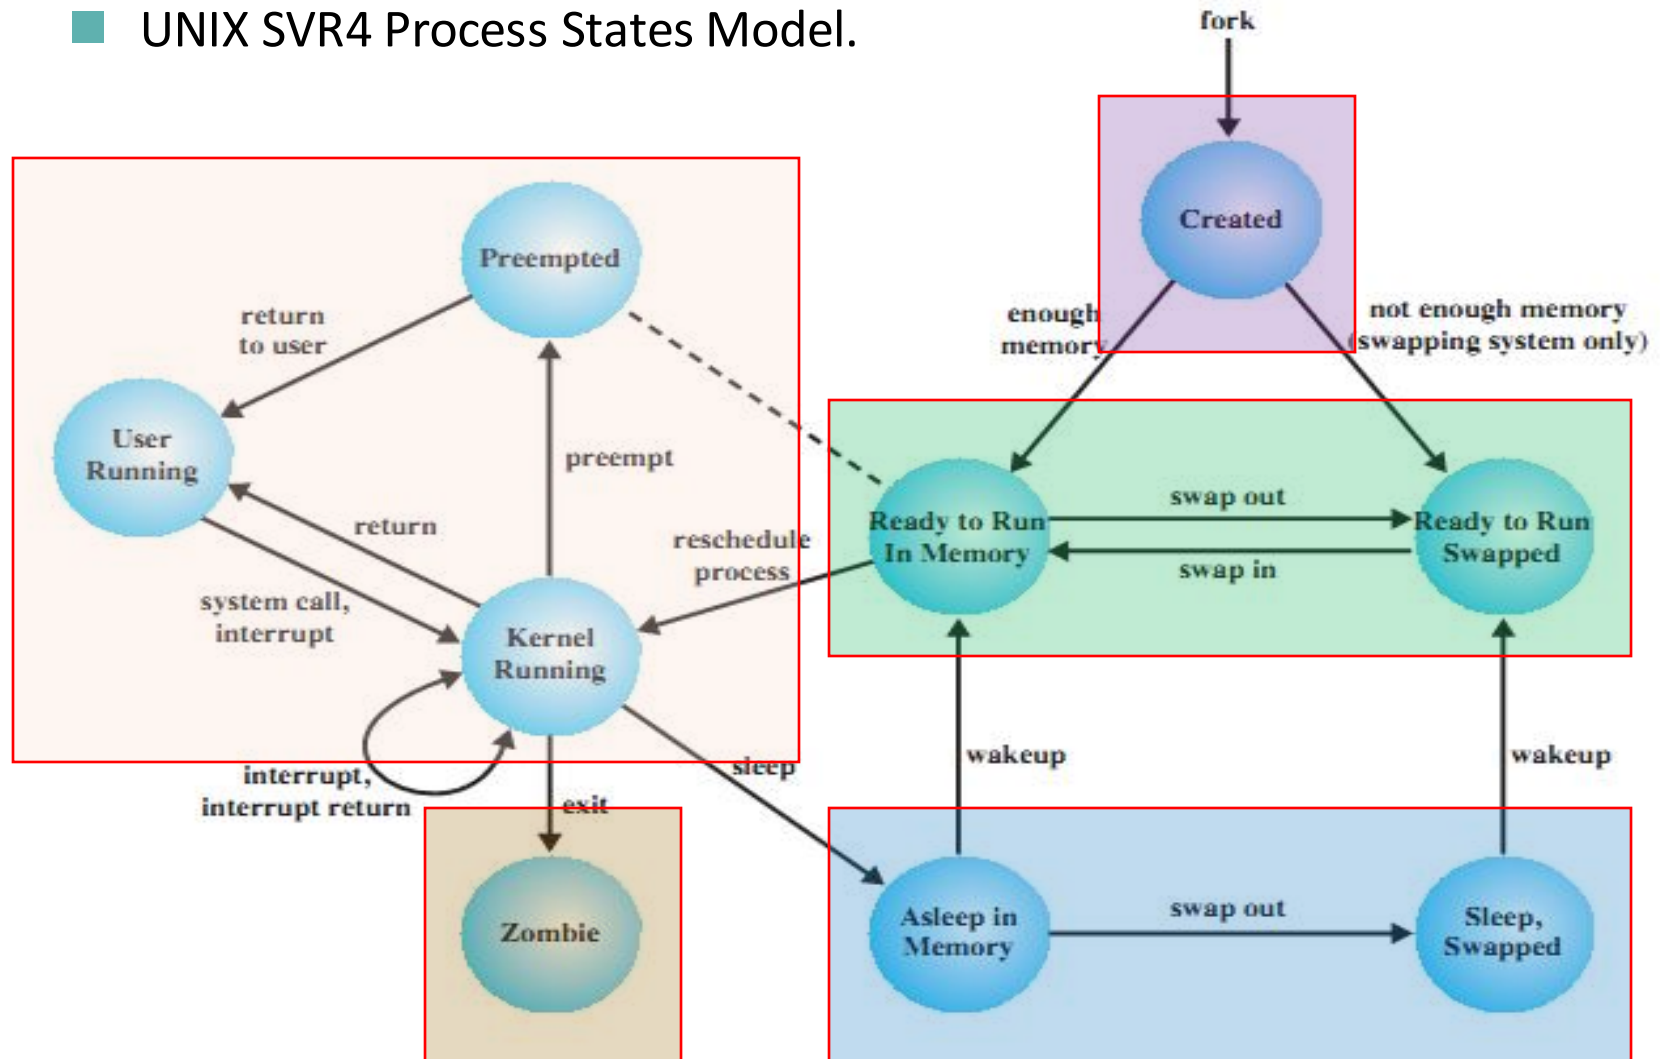 UNIX SVR4 Process States Model.
fork
Created
Preempted
return
to user
enough
memory
not enough memory
(swapping system only)
User
Running
preempt
return
reschedule
process
Ready to Run
In Memory
swap out
swap in
Ready to Run
Swapped
system call,
interrupt
Kernel
Running
interrupt,
interrupt return
sleep
exit
wakeup
wakeup
Zombie
Asleep in
Memory
swap out
Sleep,
Swapped